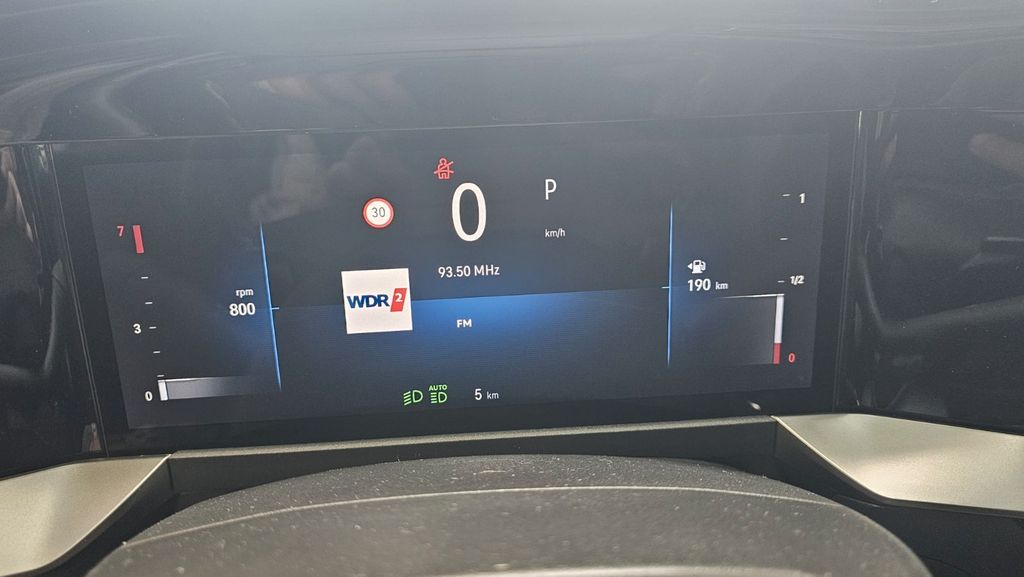 0
P
30
km/h
7
rpm
800
3
0
93.50 MHz
WDR 2
FM
AUTO
5 km
1
1/2
190 km
0